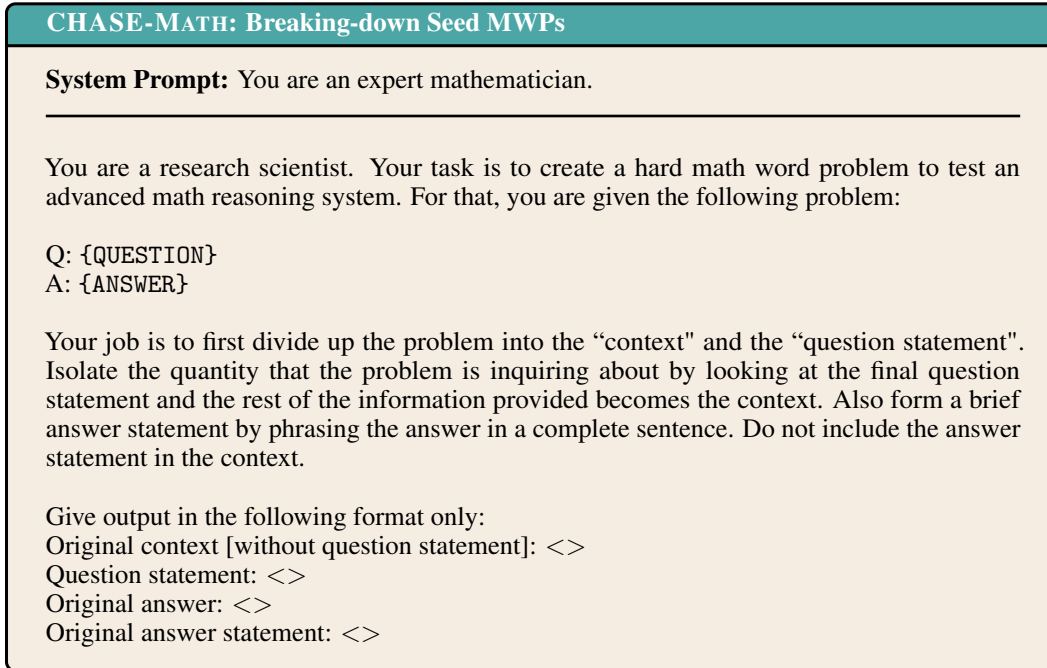 CHASE-MATH: Breaking-down Seed MWPs
System Prompt: You are an expert mathematician.
You are a research scientist. Your task is to create a hard math word problem to test an
advanced math reasoning system. For that, you are given the following problem:
Q: {QUESTION}
A: {ANSWER}
Your job is to first divide up the problem into the “context" and the “question statement".
Isolate the quantity that the problem is inquiring about by looking at the final question
statement and the rest of the information provided becomes the context. Also form a brief
answer statement by phrasing the answer in a complete sentence. Do not include the answer
statement in the context.
Give output in the following format only:
Original context [without question statement]: <>
Question statement: <>
Original answer: <>
Original answer statement: <>